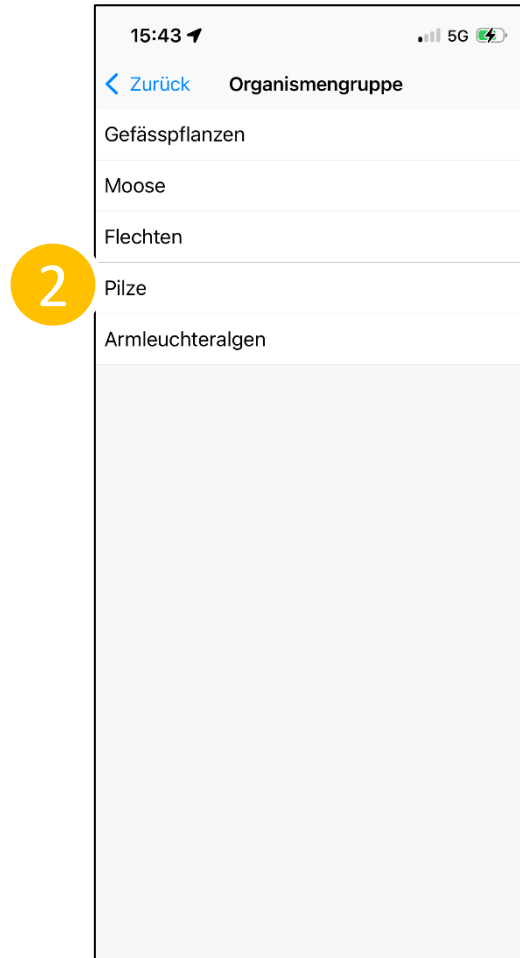 15:43 5G
Zurück Organismengruppe
Gefässpflanzen
Moose
Flechten
2 Pilze
Armleuchteralgen